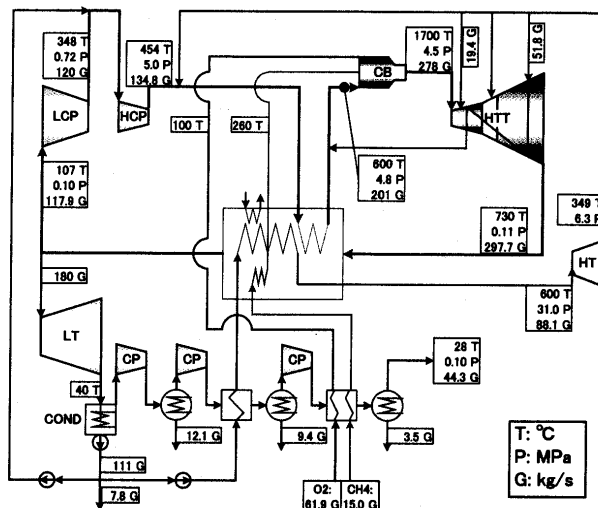 348 T
0.72 P
120 G
454 T
5.0 P
134.8 G
1700 T
4.5 P
278 G
19.4 G
51.8 G
CB
LCP
HCP
HTT
100 T
260 T
107 T
0.10 P
117.9 G
600 T
4.8 P
201 G
349 T
6.3 P
730 T
0.11 P
297.7 G
HT
180 G
600 T
31.0 P
88.1 G
LT
CP
CP
CP
28 T
0.10 P
44.3 G
40 T
COND
12.1 G
9.4 G
3.5 G
111 G
7.8 G
O2:
61.9 G
CH4:
15.0 G
T: °C
P: MPa
G: kg/s